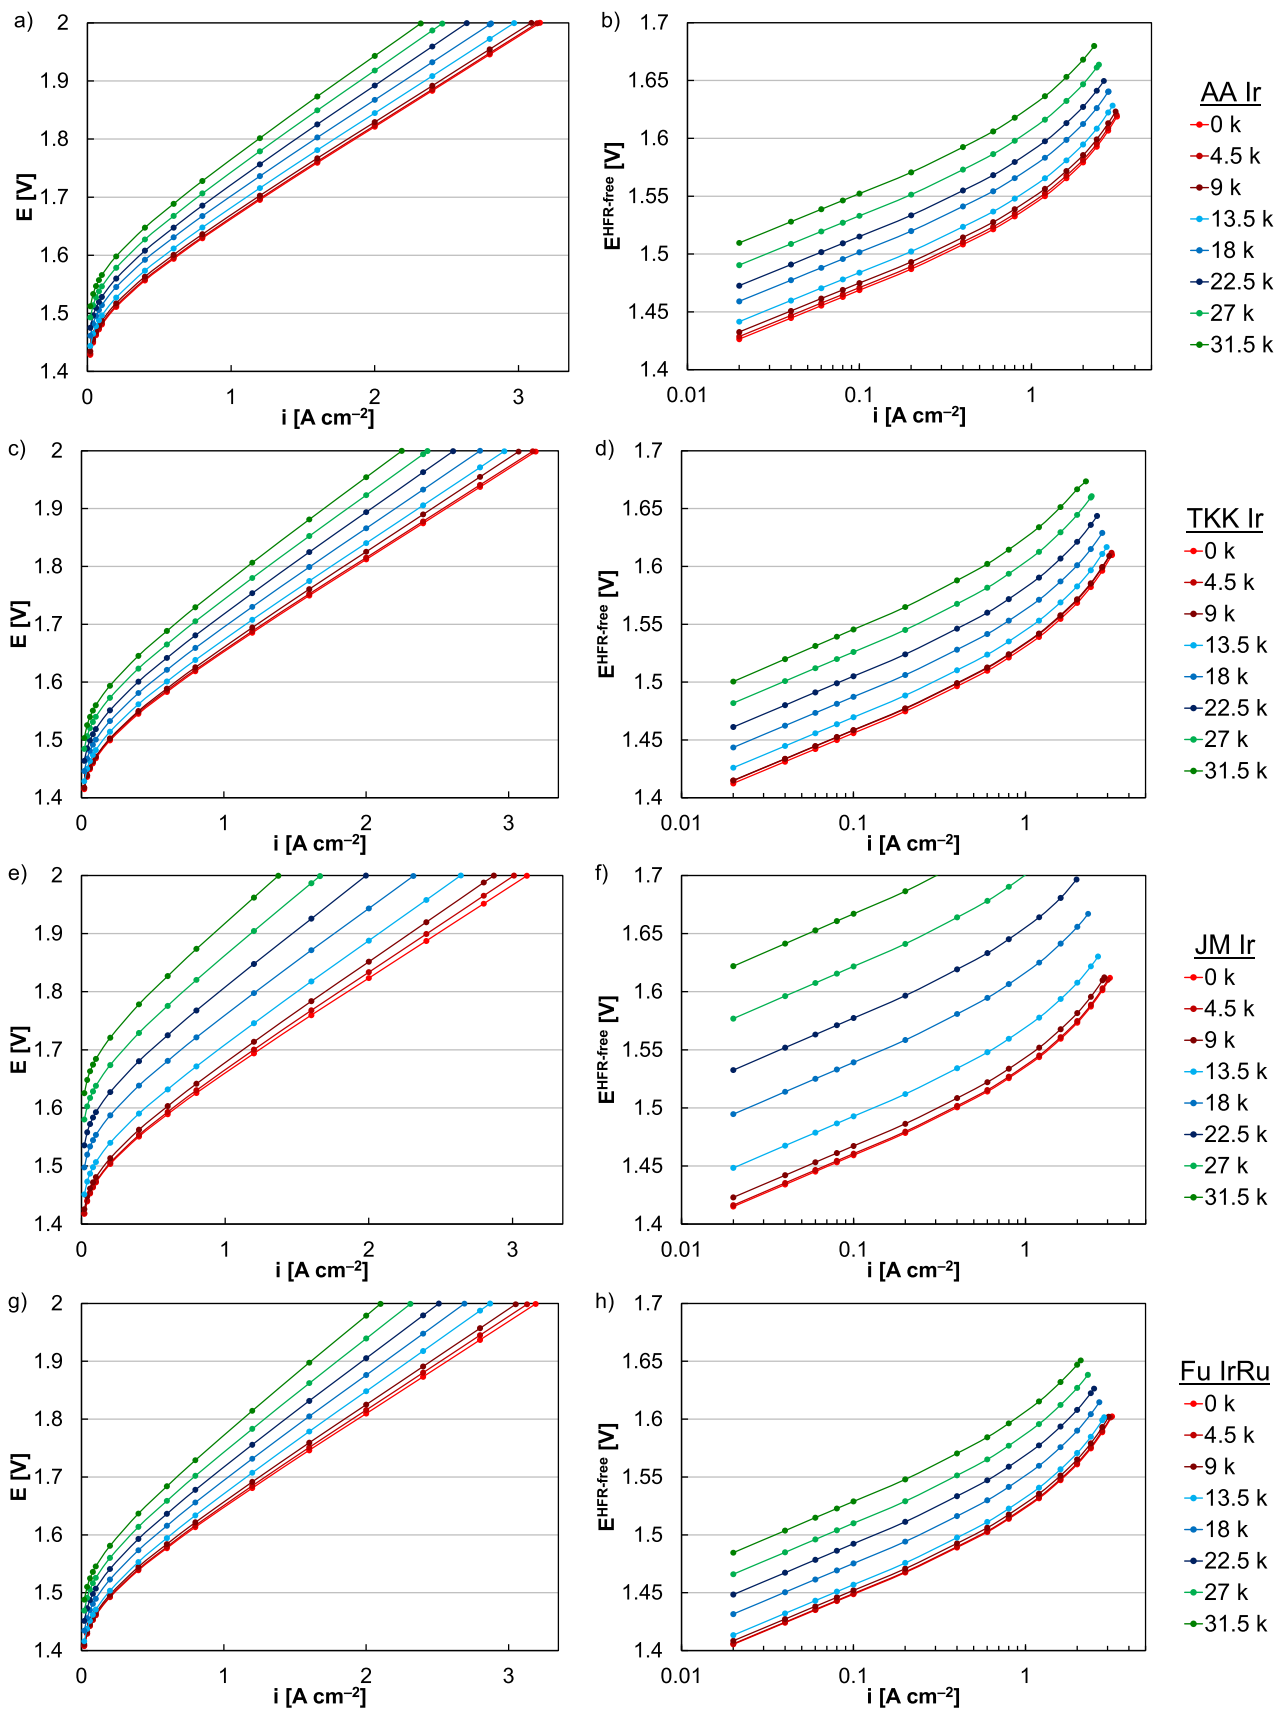 a)
2
1.9
1.8
1.7
1.6
1.5
1.4
E [V]
0 1 2 3
i [A cm⁻²]
b)
1.7
1.65
1.6
1.55
1.5
1.45
1.4
E^HFR-free [V]
0.01 0.1 1
i [A cm⁻²]
AA Ir
0 k
4.5 k
9 k
13.5 k
18 k
22.5 k
27 k
31.5 k
c)
2
1.9
1.8
1.7
1.6
1.5
1.4
E [V]
0 1 2 3
i [A cm⁻²]
d)
1.7
1.65
1.6
1.55
1.5
1.45
1.4
E^HFR-free [V]
0.01 0.1 1
i [A cm⁻²]
TKK Ir
0 k
4.5 k
9 k
13.5 k
18 k
22.5 k
27 k
31.5 k
e)
2
1.9
1.8
1.7
1.6
1.5
1.4
E [V]
0 1 2 3
i [A cm⁻²]
f)
1.7
1.65
1.6
1.55
1.5
1.45
1.4
E^HFR-free [V]
0.01 0.1 1
i [A cm⁻²]
JM Ir
0 k
4.5 k
9 k
13.5 k
18 k
22.5 k
27 k
31.5 k
g)
2
1.9
1.8
1.7
1.6
1.5
1.4
E [V]
0 1 2 3
i [A cm⁻²]
h)
1.7
1.65
1.6
1.55
1.5
1.45
1.4
E^HFR-free [V]
0.01 0.1 1
i [A cm⁻²]
Fu IrRu
0 k
4.5 k
9 k
13.5 k
18 k
22.5 k
27 k
31.5 k